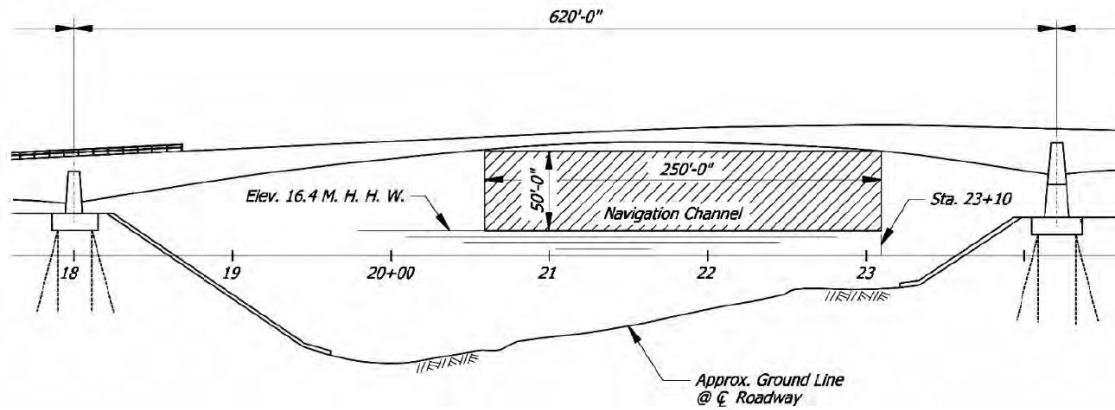 620'-0"
Elev. 16.4 M. H. H. W.
50'-0"
250'-0"
Navigation Channel
Sta. 23+10
18
19
20+00
21
22
23
Approx. Ground Line
@ ℄ Roadway